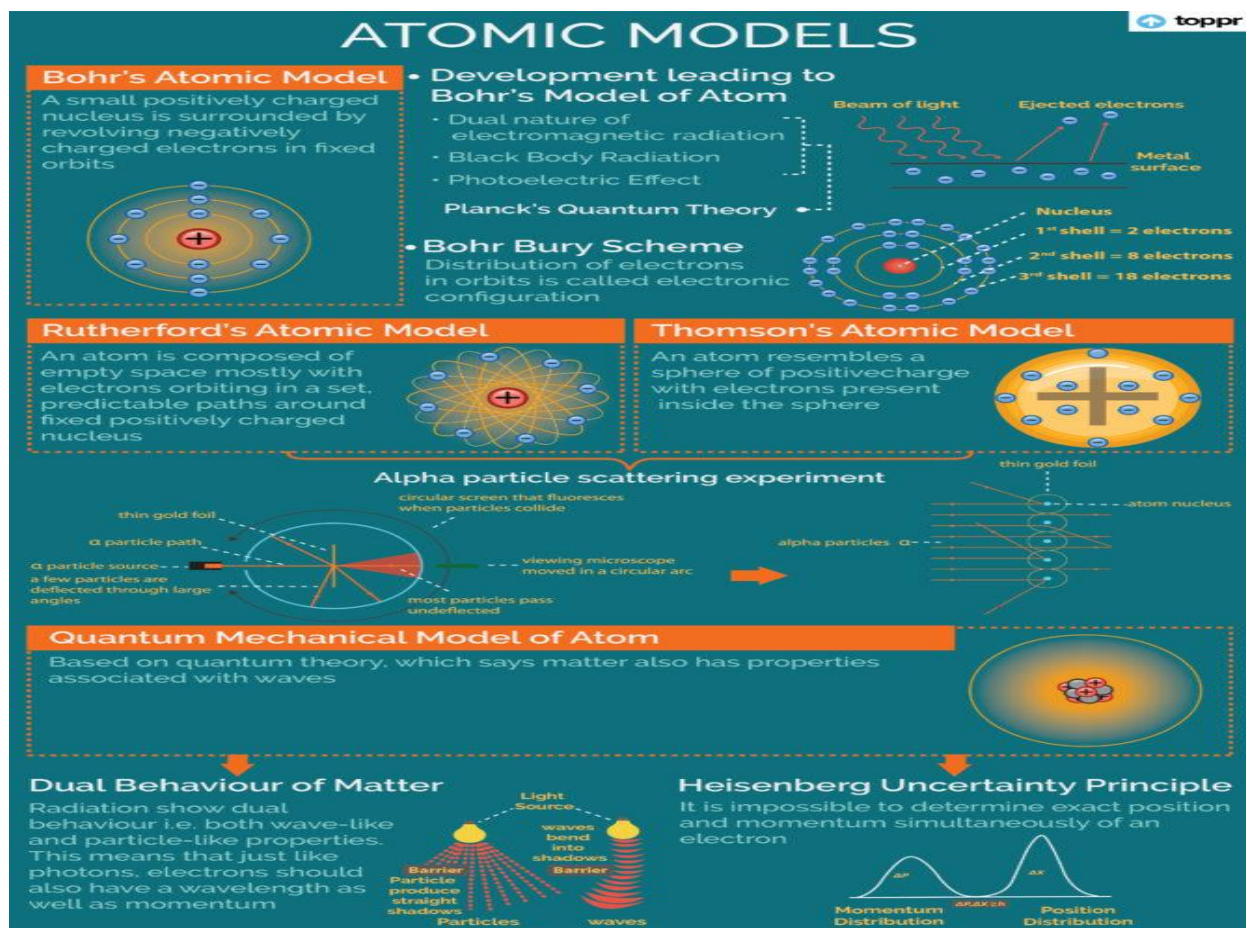 toppr
ATOMIC MODELS
Bohr's Atomic Model
A small positively charged
nucleus is surrounded by
revolving negatively
charged electrons in fixed
orbits
• Development leading to
Bohr's Model of Atom
• Dual nature of
electromagnetic radiation
• Black Body Radiation
• Photoelectric Effect
Planck's Quantum Theory
Beam of light
Ejected electrons
Metal
surface
• Bohr Bury Scheme
Distribution of electrons
in orbits is called electronic
configuration
Nucleus
1st shell = 2 electrons
2nd shell = 8 electrons
3rd shell = 18 electrons
Rutherford's Atomic Model
An atom is composed of
empty space mostly with
electrons orbiting in a set,
predictable paths around
fixed positively charged
nucleus
Thomson's Atomic Model
An atom resembles a
sphere of positivecharge
with electrons present
inside the sphere
Alpha particle scattering experiment
thin gold foil
α particle path
α particle source
a few particles are
deflected through large
angles
circular screen that fluoresces
when particles collide
viewing microscope
moved in a circular arc
most particles pass
undeflected
thin gold foil
atom nucleus
alpha particles α
Quantum Mechanical Model of Atom
Based on quantum theory, which says matter also has properties
associated with waves
Dual Behaviour of Matter
Radiation show dual
behaviour i.e. both wave-like
and particle-like properties.
This means that just like
photons, electrons should
also have a wavelength as
well as momentum
Light
Source
waves
bend
into
shadows
Barrier
Particle
produce
straight
shadows
Barrier
Particles
waves
Heisenberg Uncertainty Principle
It is impossible to determine exact position
and momentum simultaneously of an
electron
ΔP
ΔX
ΔP.ΔX≥h
Momentum
Distribution
Position
Distribution